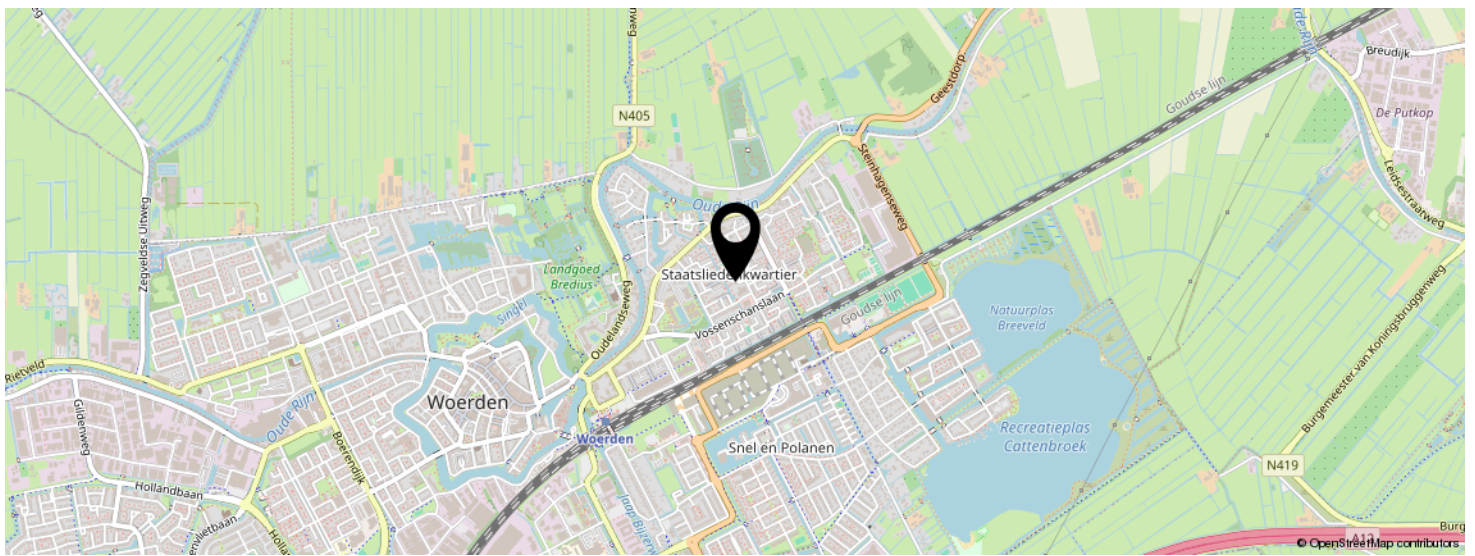 N405
Geestdorp
Goudse lijn
Breudijk
De Putkop
Steinhagenseweg
Leidsestraatweg
Zegveldse Uitweg
Oude Rijn
Landgoed
Bredius
Staatsliedenkwartier
Singel
Oudelandseweg
Vossenschanslaan
Goudse lijn
Natuurplas
Breeveld
Burgemeester van Koningsbruggenweg
Rietveld
Gildenweg
Oude Rijn
Woerden
Boerendijk
Woerden
Snel en Polanen
Recreatieplas
Cattenbroek
N419
Hollandbaan
A12
© OpenStreetMap contributors